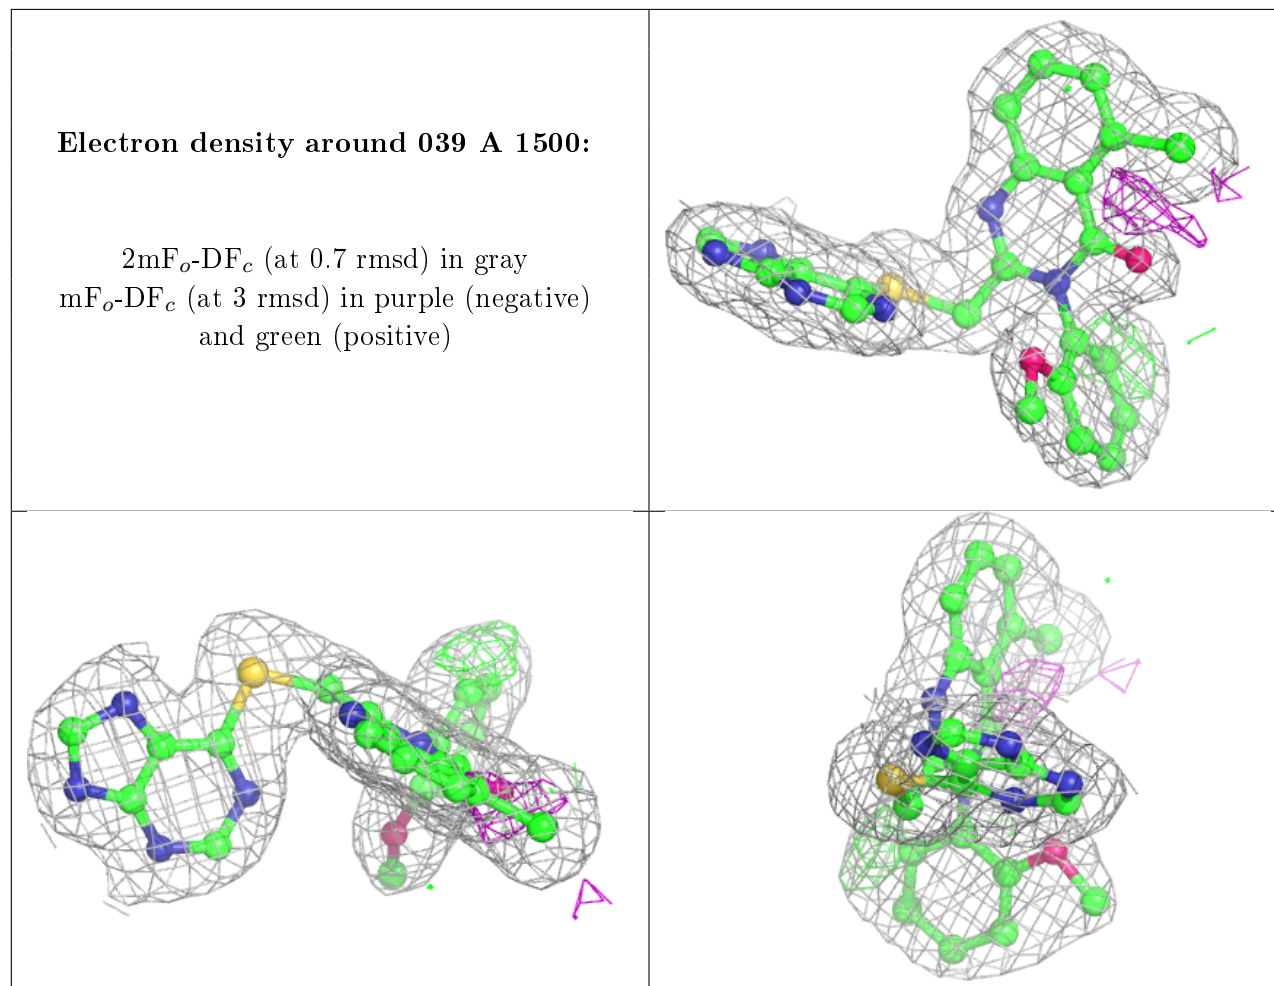 Electron density around 039 A 1500:
2mFₒ-DF𝒸 (at 0.7 rmsd) in gray
mFₒ-DF𝒸 (at 3 rmsd) in purple (negative)
and green (positive)